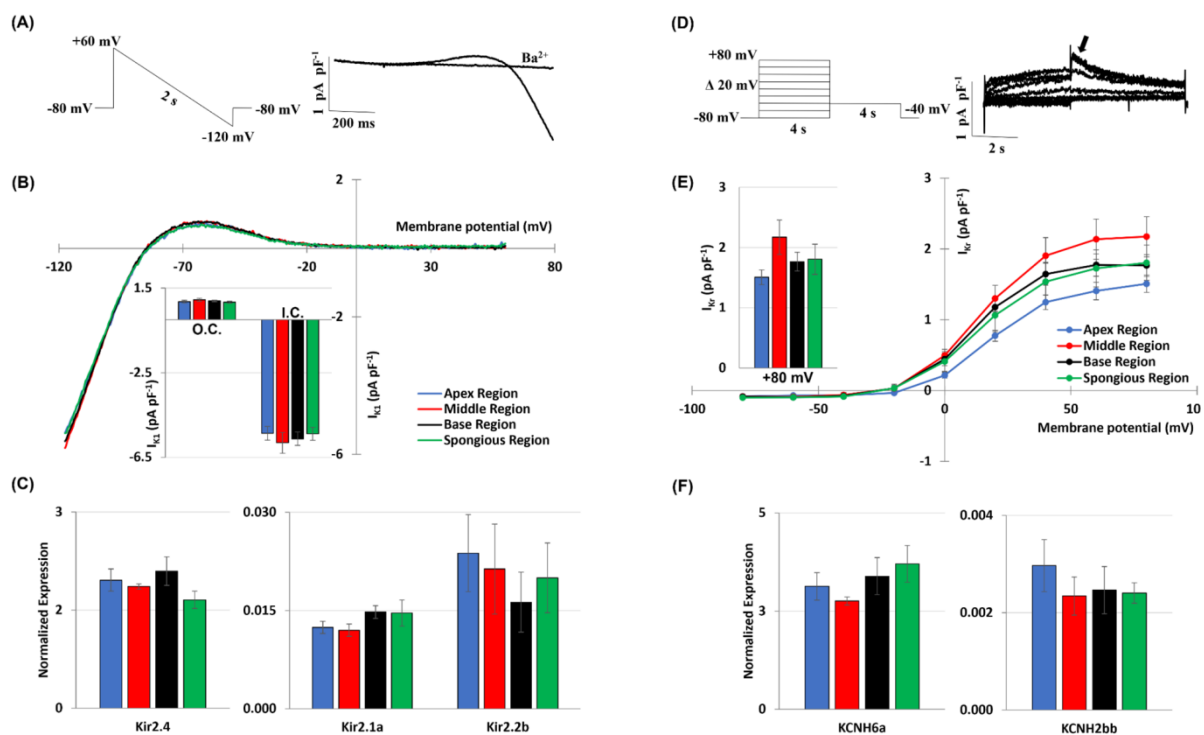 (A)
+60 mV
-80 mV
2 s
-80 mV
-120 mV
1 pA pF-1
200 ms
Ba2+
(B)
2
Membrane potential (mV)
-120
-70
30
80
-2
-6
IK1 (pA pF-1)
1.5
-2.5
-6.5
IK1 (pA pF-1)
O.C.
I.C.
Apex Region
Middle Region
Base Region
Spongious Region
(C)
Normalized Expression
3
2
0
Kir2.4
0.030
0.015
0.000
Kir2.1a
Kir2.2b
(D)
+80 mV
Δ 20 mV
-80 mV
-40 mV
4 s
4 s
1 pA pF-1
2 s
(E)
3
2
2
1
1
0
IKr (pA pF-1)
+80 mV
3
2
1
0
-1
IKr (pA pF-1)
-100
-50
50
10
Membrane potential (mV)
Apex Region
Middle Region
Base Region
Spongious Region
(F)
Normalized Expression
5
3
0
KCNH6a
0.004
0.002
0.000
KCNH2bb